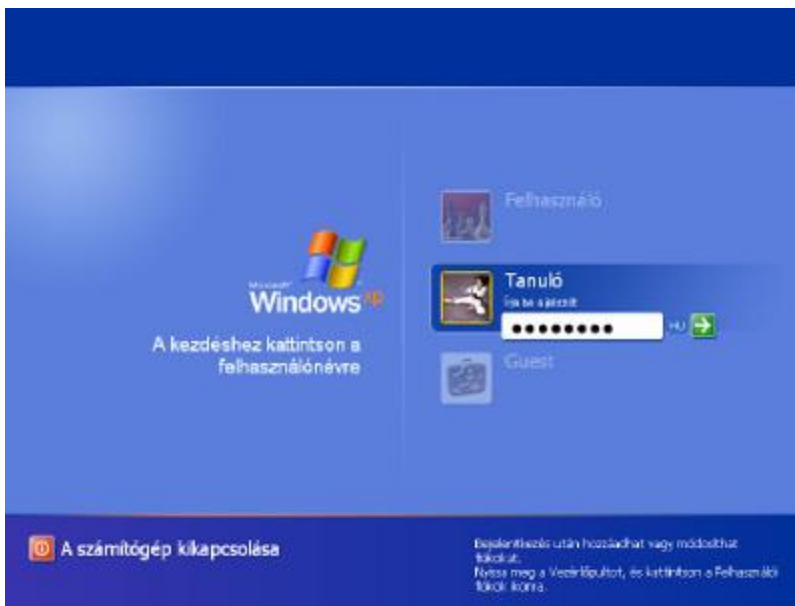 Felhasználó
Microsoft
Windows xp
Tanuló
Írja be a jelszót
●●●●●●●●
HU
A kezdéshez kattintson a
felhasználónévre
Guest
A számítógép kikapcsolása
Bejelentkezés után hozzáadhat vagy módosíthat
fiókokat.
Nyissa meg a Vezérlőpultot, és kattintson a Felhasználói
fiókok ikonra.